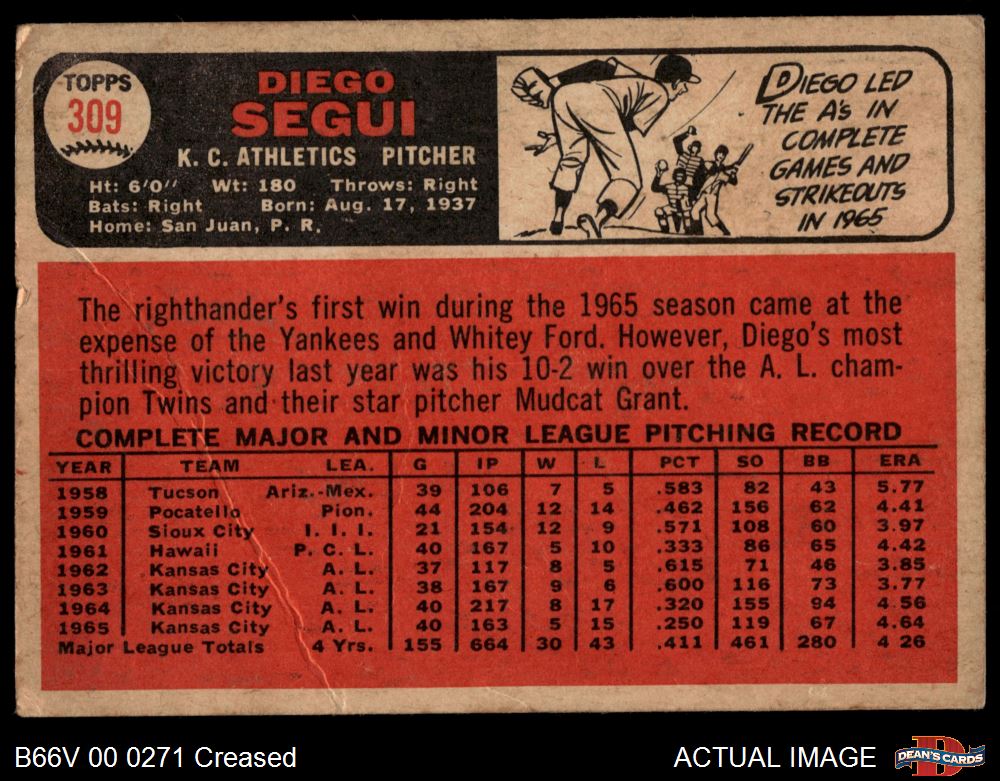 TOPPS
309
DIEGO
SEGUI
K. C. ATHLETICS PITCHER
Ht: 6'0" Wt: 180 Throws: Right
Bats: Right Born: Aug. 17, 1937
Home: San Juan, P. R.
DIEGO LED
THE A's IN
COMPLETE
GAMES AND
STRIKEOUTS
IN 1965
The righthander's first win during the 1965 season came at the
expense of the Yankees and Whitey Ford. However, Diego's most
thrilling victory last year was his 10-2 win over the A. L. cham-
pion Twins and their star pitcher Mudcat Grant.
COMPLETE MAJOR AND MINOR LEAGUE PITCHING RECORD
YEAR TEAM LEA. G IP W L PCT SO BB ERA
1958 Tucson Ariz.-Mex. 39 106 7 5 .583 82 43 5.77
1959 Pocatello Pion. 44 204 12 14 .462 156 62 4.41
1960 Sioux City I. I. I. 21 154 12 9 .571 108 60 3.97
1961 Hawaii P. C. L. 40 167 5 10 .333 86 65 4.42
1962 Kansas City A. L. 37 117 8 5 .615 71 46 3.85
1963 Kansas City A. L. 38 167 9 6 .600 116 73 3.77
1964 Kansas City A. L. 40 217 8 17 .320 155 94 4.56
1965 Kansas City A. L. 40 163 5 15 .250 119 67 4.64
Major League Totals 4 Yrs. 155 664 30 43 .411 461 280 4 26
B66V 00 0271 Creased
ACTUAL IMAGE
D
DEAN'S CARDS